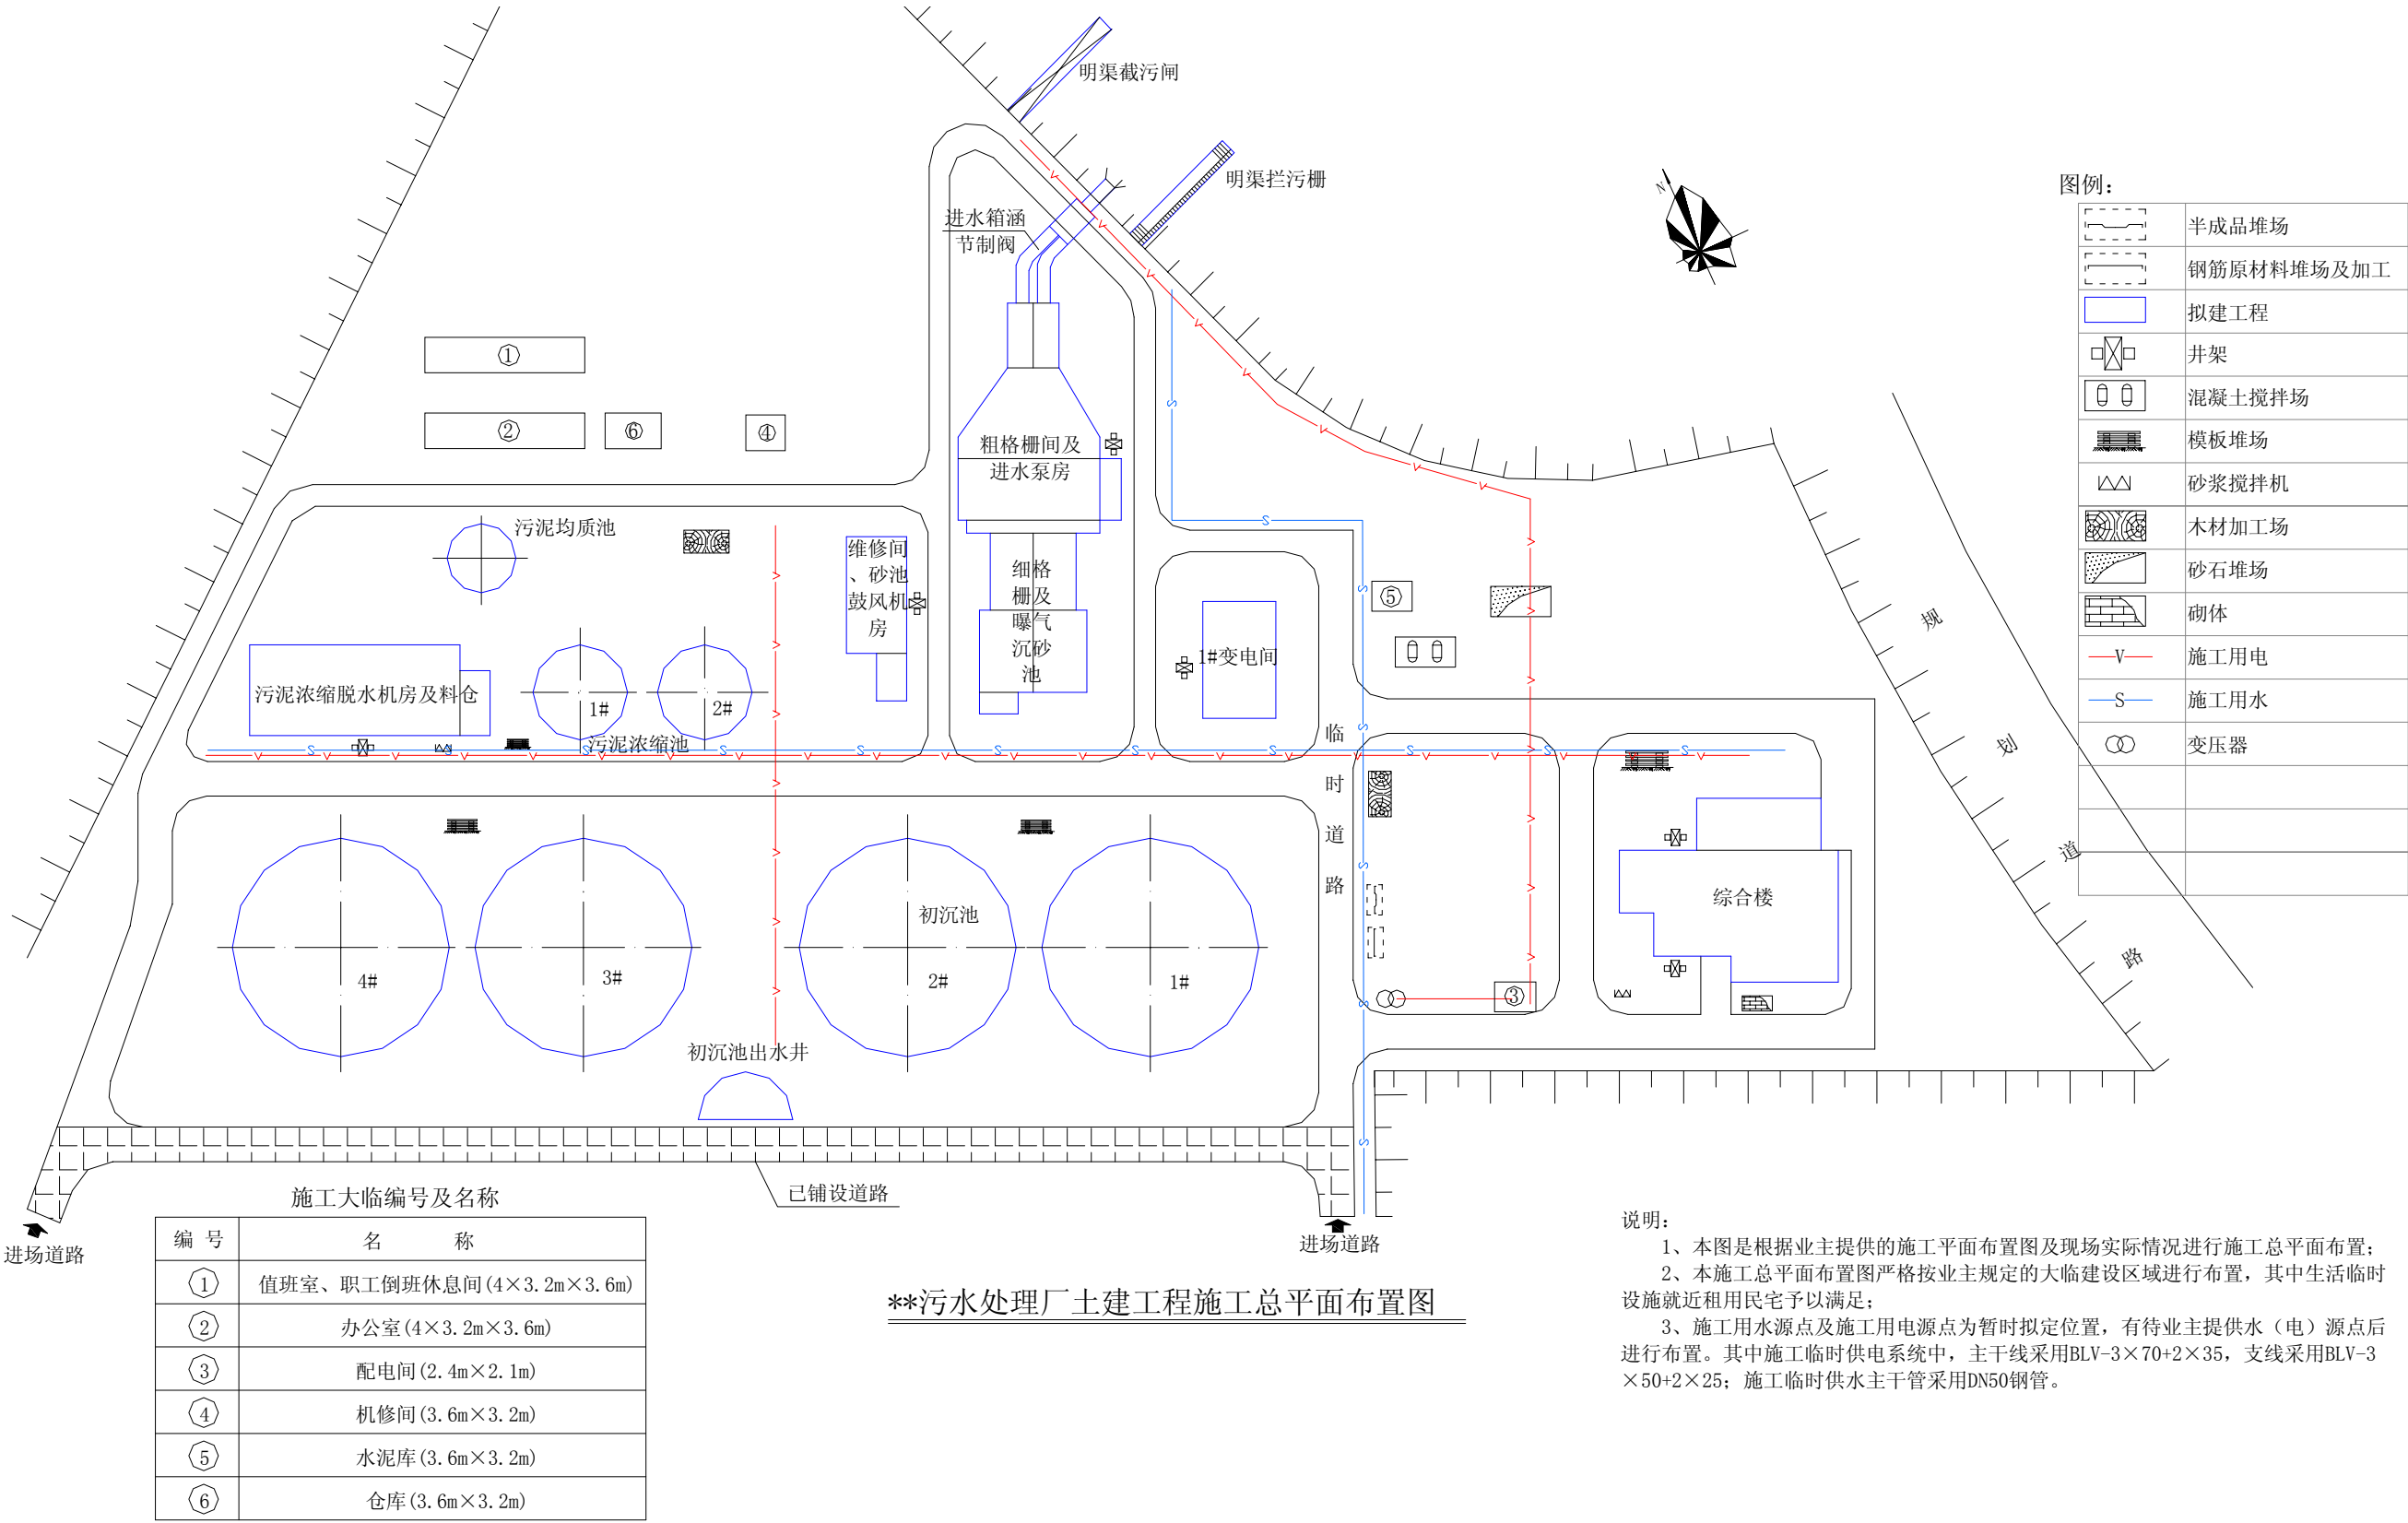 明渠截污闸
明渠拦污栅
进水箱涵
节制阀
N
图例：
半成品堆场
钢筋原材料堆场及加工
拟建工程
井架
混凝土搅拌场
模板堆场
砂浆搅拌机
木材加工场
砂石堆场
砌体
V 施工用电
S 施工用水
变压器
①
②
⑥
④
粗格栅间及
进水泵房
污泥均质池
维修间
、砂池
鼓风机
房
细格
栅及
曝气
沉砂
池
⑤
1#变电间
污泥浓缩脱水机房及料仓
1#
2#
污泥浓缩池
临时道路
规划道路
初沉池
4#
3#
2#
1#
综合楼
③
初沉池出水井
已铺设道路
进场道路
进场道路
施工大临编号及名称
编 号 名 称
① 值班室、职工倒班休息间(4×3.2m×3.6m)
② 办公室(4×3.2m×3.6m)
③ 配电间(2.4m×2.1m)
④ 机修间(3.6m×3.2m)
⑤ 水泥库(3.6m×3.2m)
⑥ 仓库(3.6m×3.2m)
**污水处理厂土建工程施工总平面布置图
说明：
1、本图是根据业主提供的施工平面布置图及现场实际情况进行施工总平面布置；
2、本施工总平面布置图严格按业主规定的大临建设区域进行布置，其中生活临时
设施就近租用民宅予以满足；
3、施工用水源点及施工用电源点为暂时拟定位置，有待业主提供水（电）源点后
进行布置。其中施工临时供电系统中，主干线采用BLV-3×70+2×35，支线采用BLV-3
×50+2×25；施工临时供水主干管采用DN50钢管。